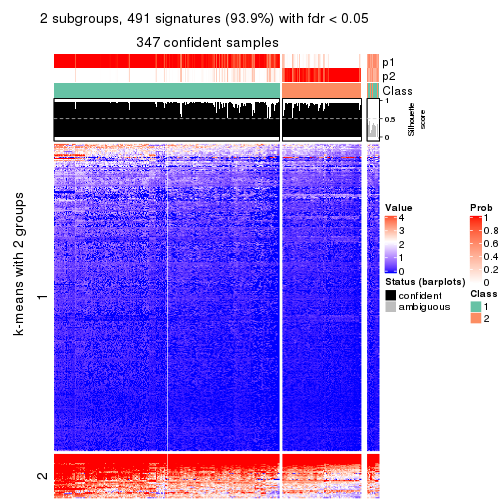 2 subgroups, 491 signatures (93.9%) with fdr < 0.05
347 confident samples
p1
p2
Class
1
0.5
0
Silhouette
score
k-means with 2 groups
1
2
Value
4
3
2
1
0
Status (barplots)
confident
ambiguous
Prob
1
0.8
0.6
0.4
0.2
0
Class
1
2